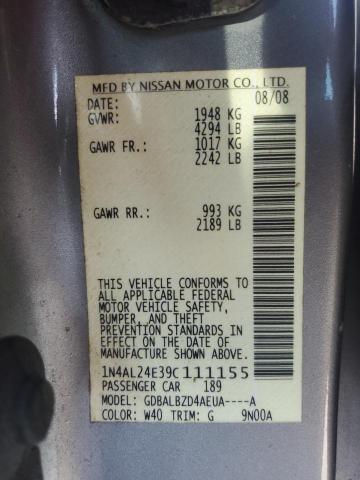 MFD BY NISSAN MOTOR CO., LTD.
DATE: 08/08
GVWR: 1948 KG
4294 LB
GAWR FR.: 1017 KG
2242 LB
GAWR RR.: 993 KG
2189 LB
THIS VEHICLE CONFORMS TO
ALL APPLICABLE FEDERAL
MOTOR VEHICLE SAFETY,
BUMPER, AND THEFT
PREVENTION STANDARDS IN
EFFECT ON THE DATE OF
MANUFACTURE SHOWN ABOVE.
1N4AL24E39C111155
PASSENGER CAR 189
MODEL: GDBALBZD4AEUA----A
COLOR: W40 TRIM: G 9N00A